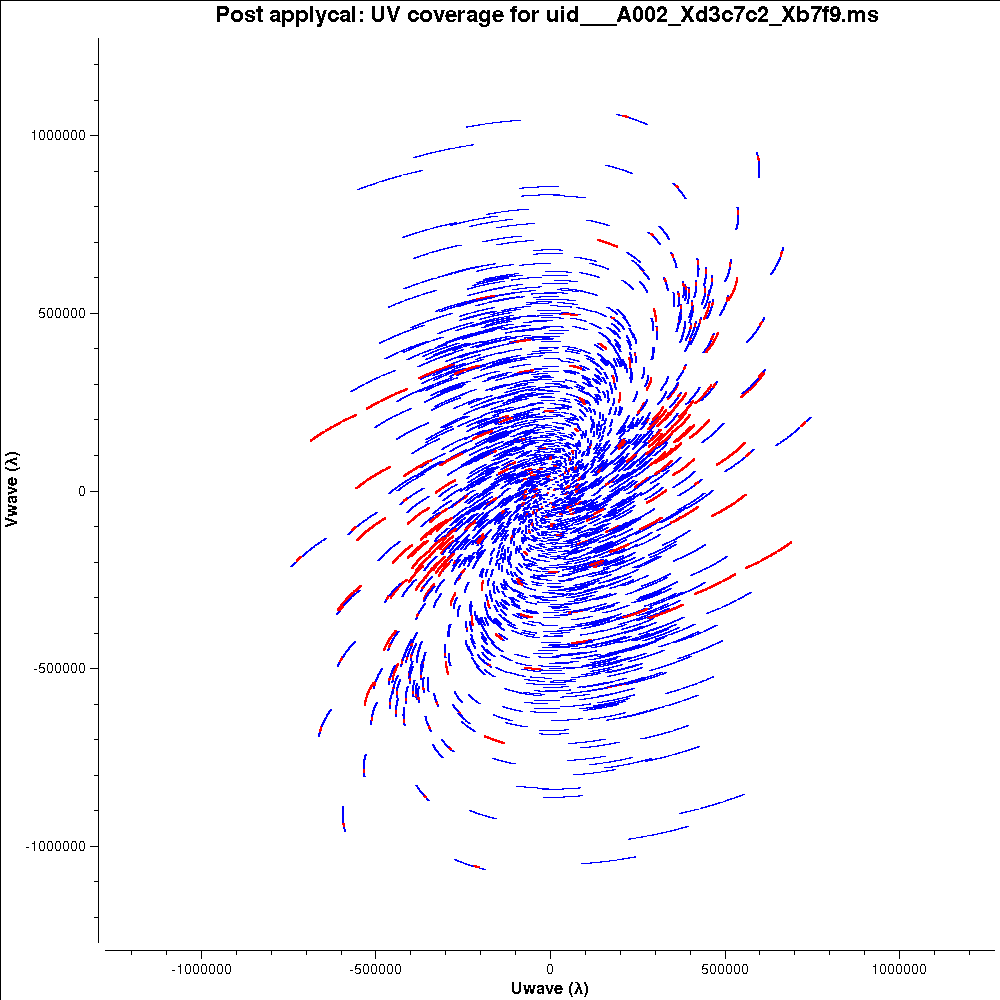 Post applycal: UV coverage for uid___A002_Xd3c7c2_Xb7f9.ms
1000000
500000
0
-500000
-1000000
Vwave (λ)
-1000000 -500000 0 500000 1000000
Uwave (λ)